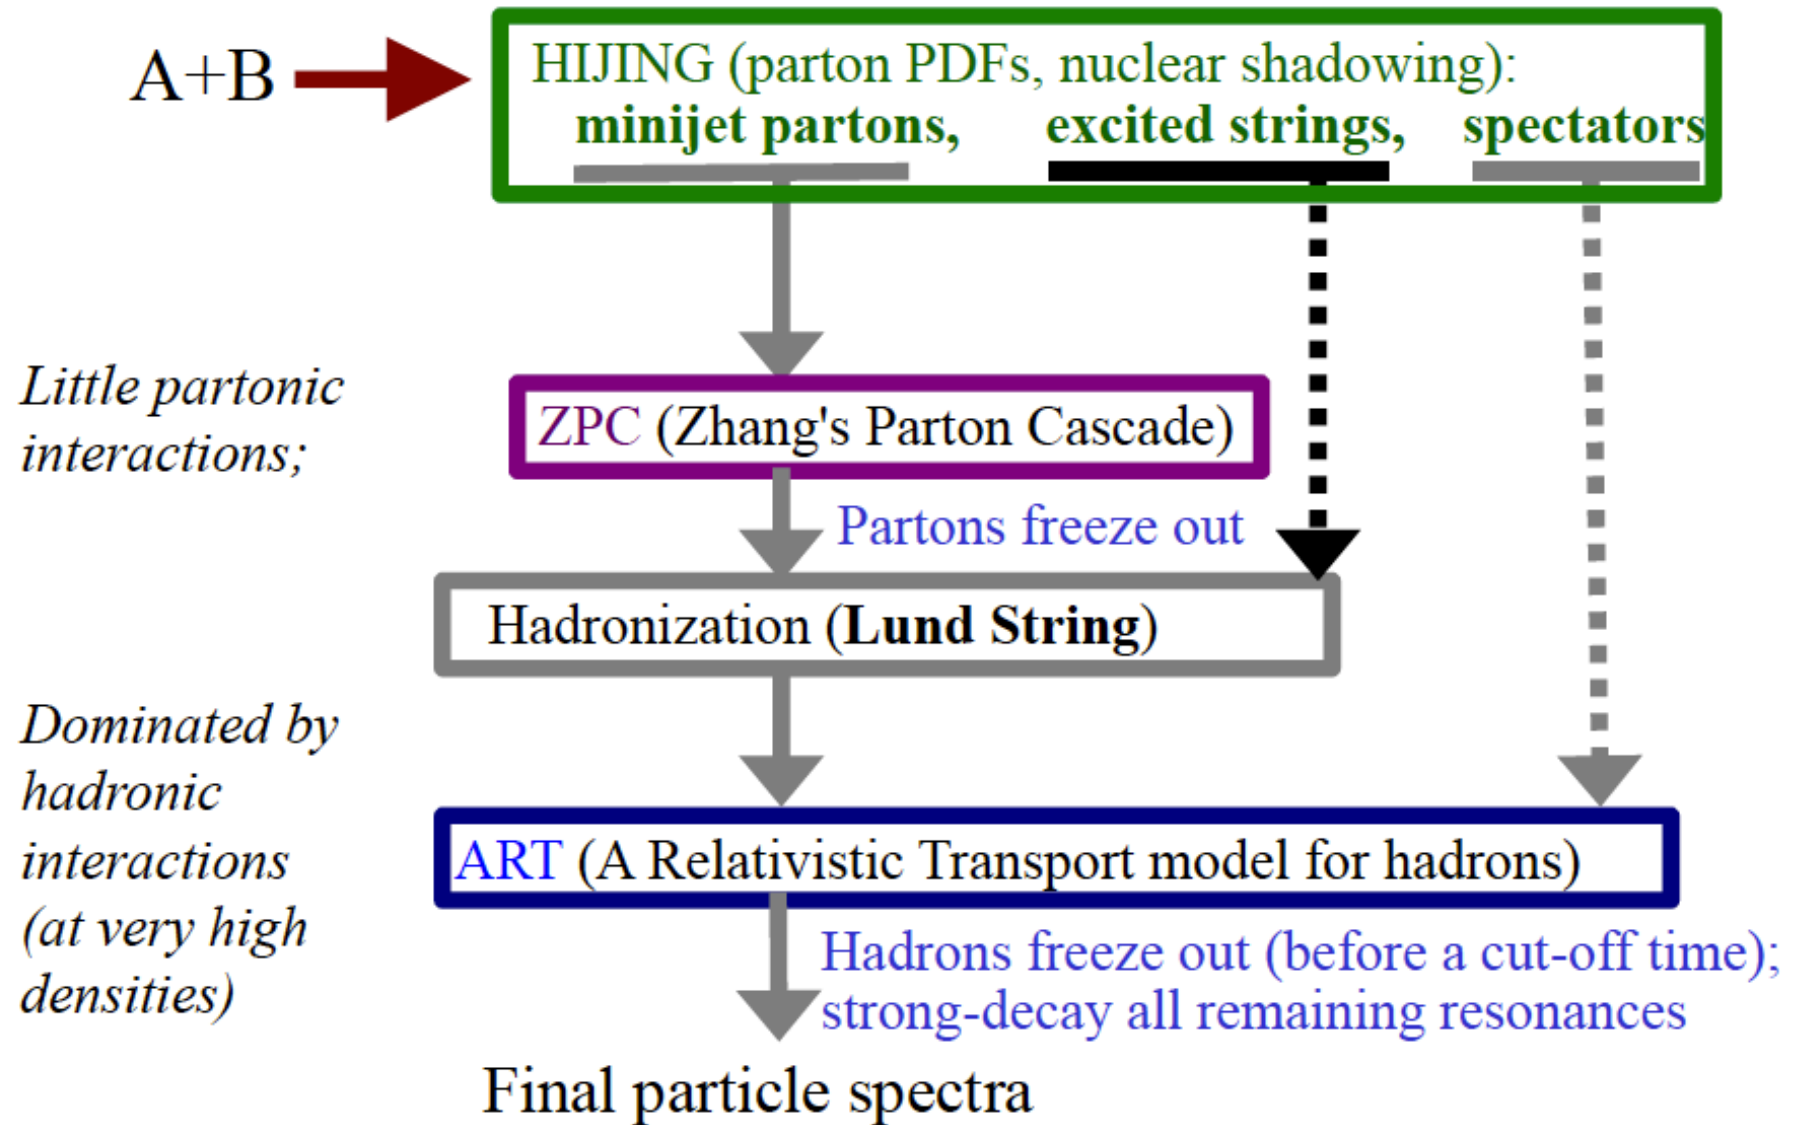 A+B
HIJING (parton PDFs, nuclear shadowing):
minijet partons, excited strings, spectators
Little partonic
interactions;
ZPC (Zhang's Parton Cascade)
Partons freeze out
Hadronization (Lund String)
Dominated by
hadronic
interactions
(at very high
densities)
ART (A Relativistic Transport model for hadrons)
Hadrons freeze out (before a cut-off time);
strong-decay all remaining resonances
Final particle spectra